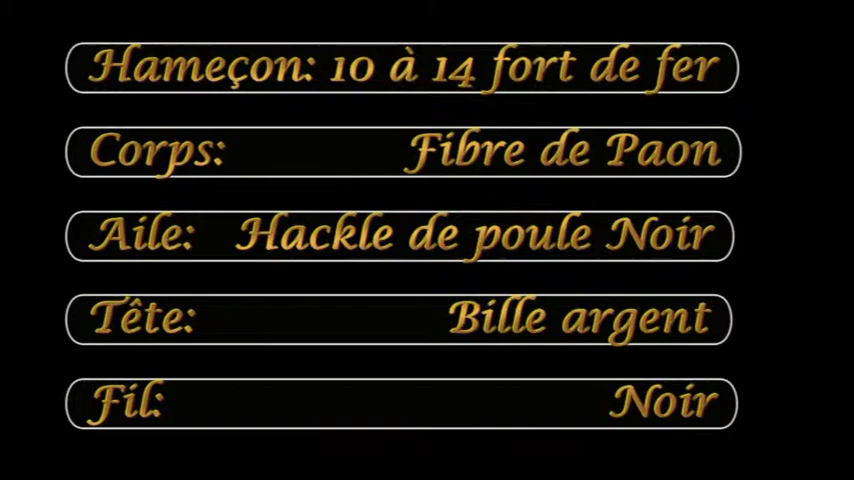 Hameçon: 10 à 14 fort de fer
Corps: Fibre de Paon
Aile: Hackle de poule Noir
Tête: Bille argent
Fil: Noir